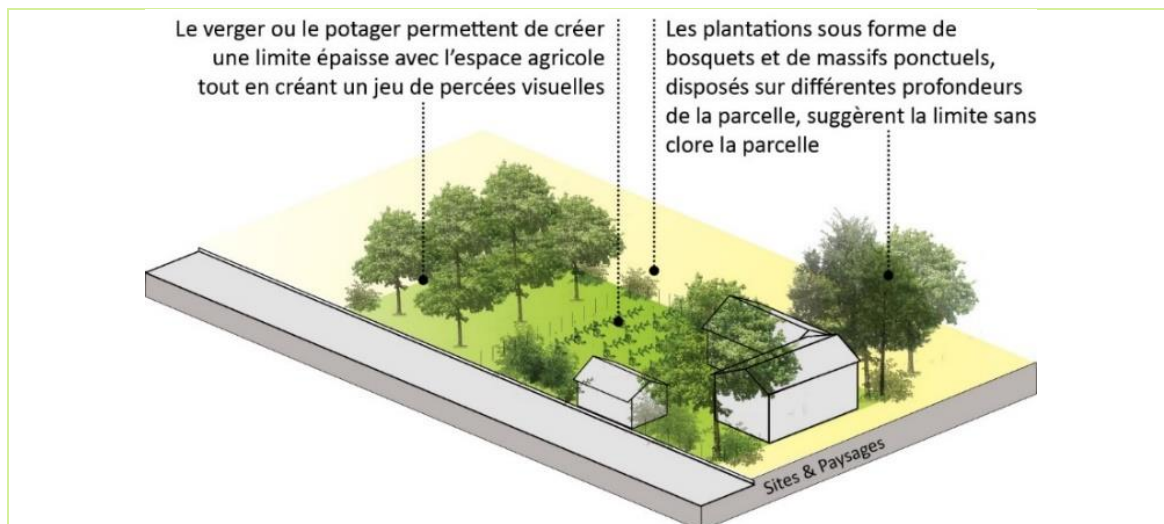 Le verger ou le potager permettent de créer
une limite épaisse avec l’espace agricole
tout en créant un jeu de percées visuelles
Les plantations sous forme de
bosquets et de massifs ponctuels,
disposés sur différentes profondeurs
de la parcelle, suggèrent la limite sans
clore la parcelle
Sites & Paysages